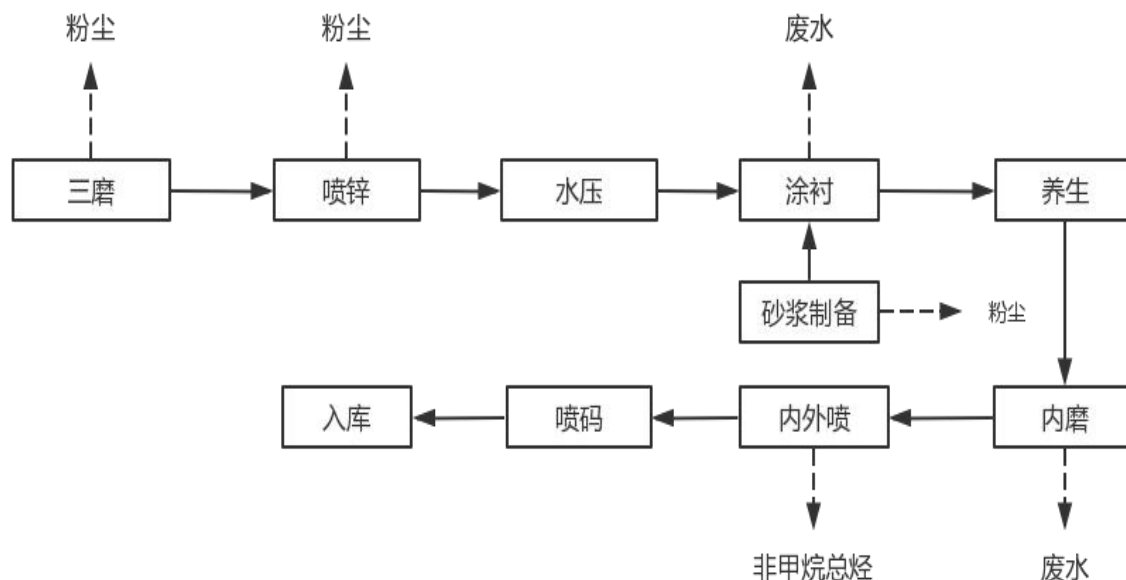 粉尘
粉尘
废水
三磨
喷锌
水压
涂衬
养生
砂浆制备
粉尘
入库
喷码
内外喷
内磨
非甲烷总烃
废水